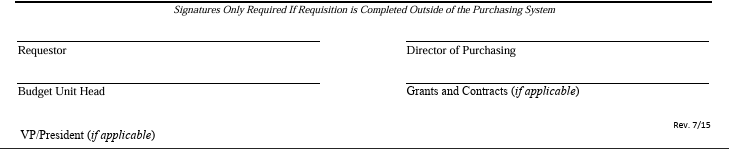 Signatures Only Required If Requisition is Completed Outside of the Purchasing System
Requestor
Director of Purchasing
Budget Unit Head
Grants and Contracts (if applicable)
Rev. 7/15
VP/President (if applicable)